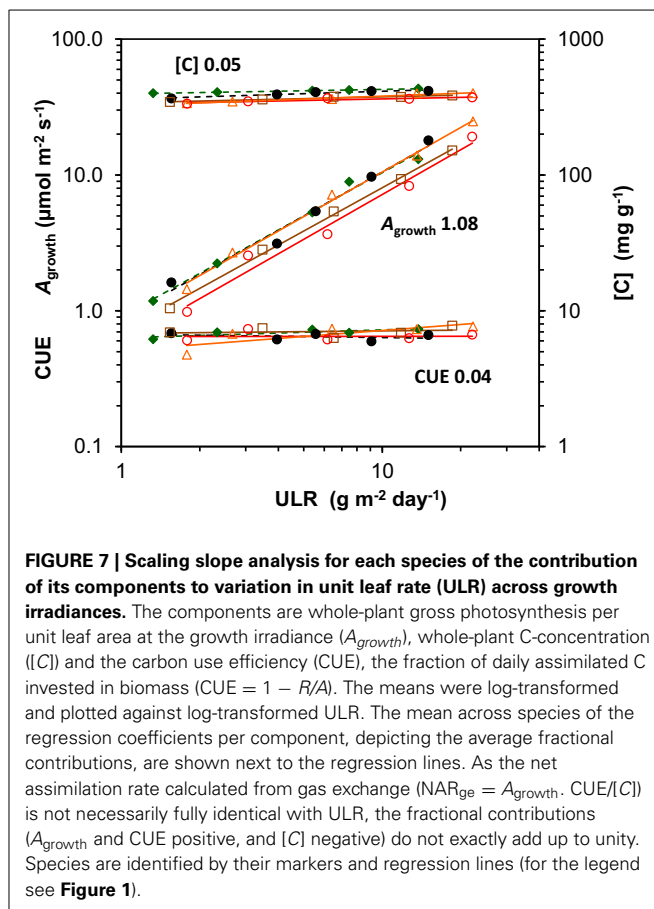 100.0
10.0
1.0
0.1
1000
100
10
1
[C] 0.05
A growth 1.08
CUE 0.04
CUE A growth (µmol m-2 s-1)
[C] (mg g-1)
1 10
ULR (g m-2 day-1)
FIGURE 7 | Scaling slope analysis for each species of the contribution
of its components to variation in unit leaf rate (ULR) across growth
irradiances. The components are whole-plant gross photosynthesis per
unit leaf area at the growth irradiance (Agrowth), whole-plant C-concentration
([C]) and the carbon use efficiency (CUE), the fraction of daily assimilated C
invested in biomass (CUE = 1 − R/A). The means were log-transformed
and plotted against log-transformed ULR. The mean across species of the
regression coefficients per component, depicting the average fractional
contributions, are shown next to the regression lines. As the net
assimilation rate calculated from gas exchange (NARge = Agrowth. CUE/[C])
is not necessarily fully identical with ULR, the fractional contributions
(Agrowth and CUE positive, and [C] negative) do not exactly add up to unity.
Species are identified by their markers and regression lines (for the legend
see Figure 1).